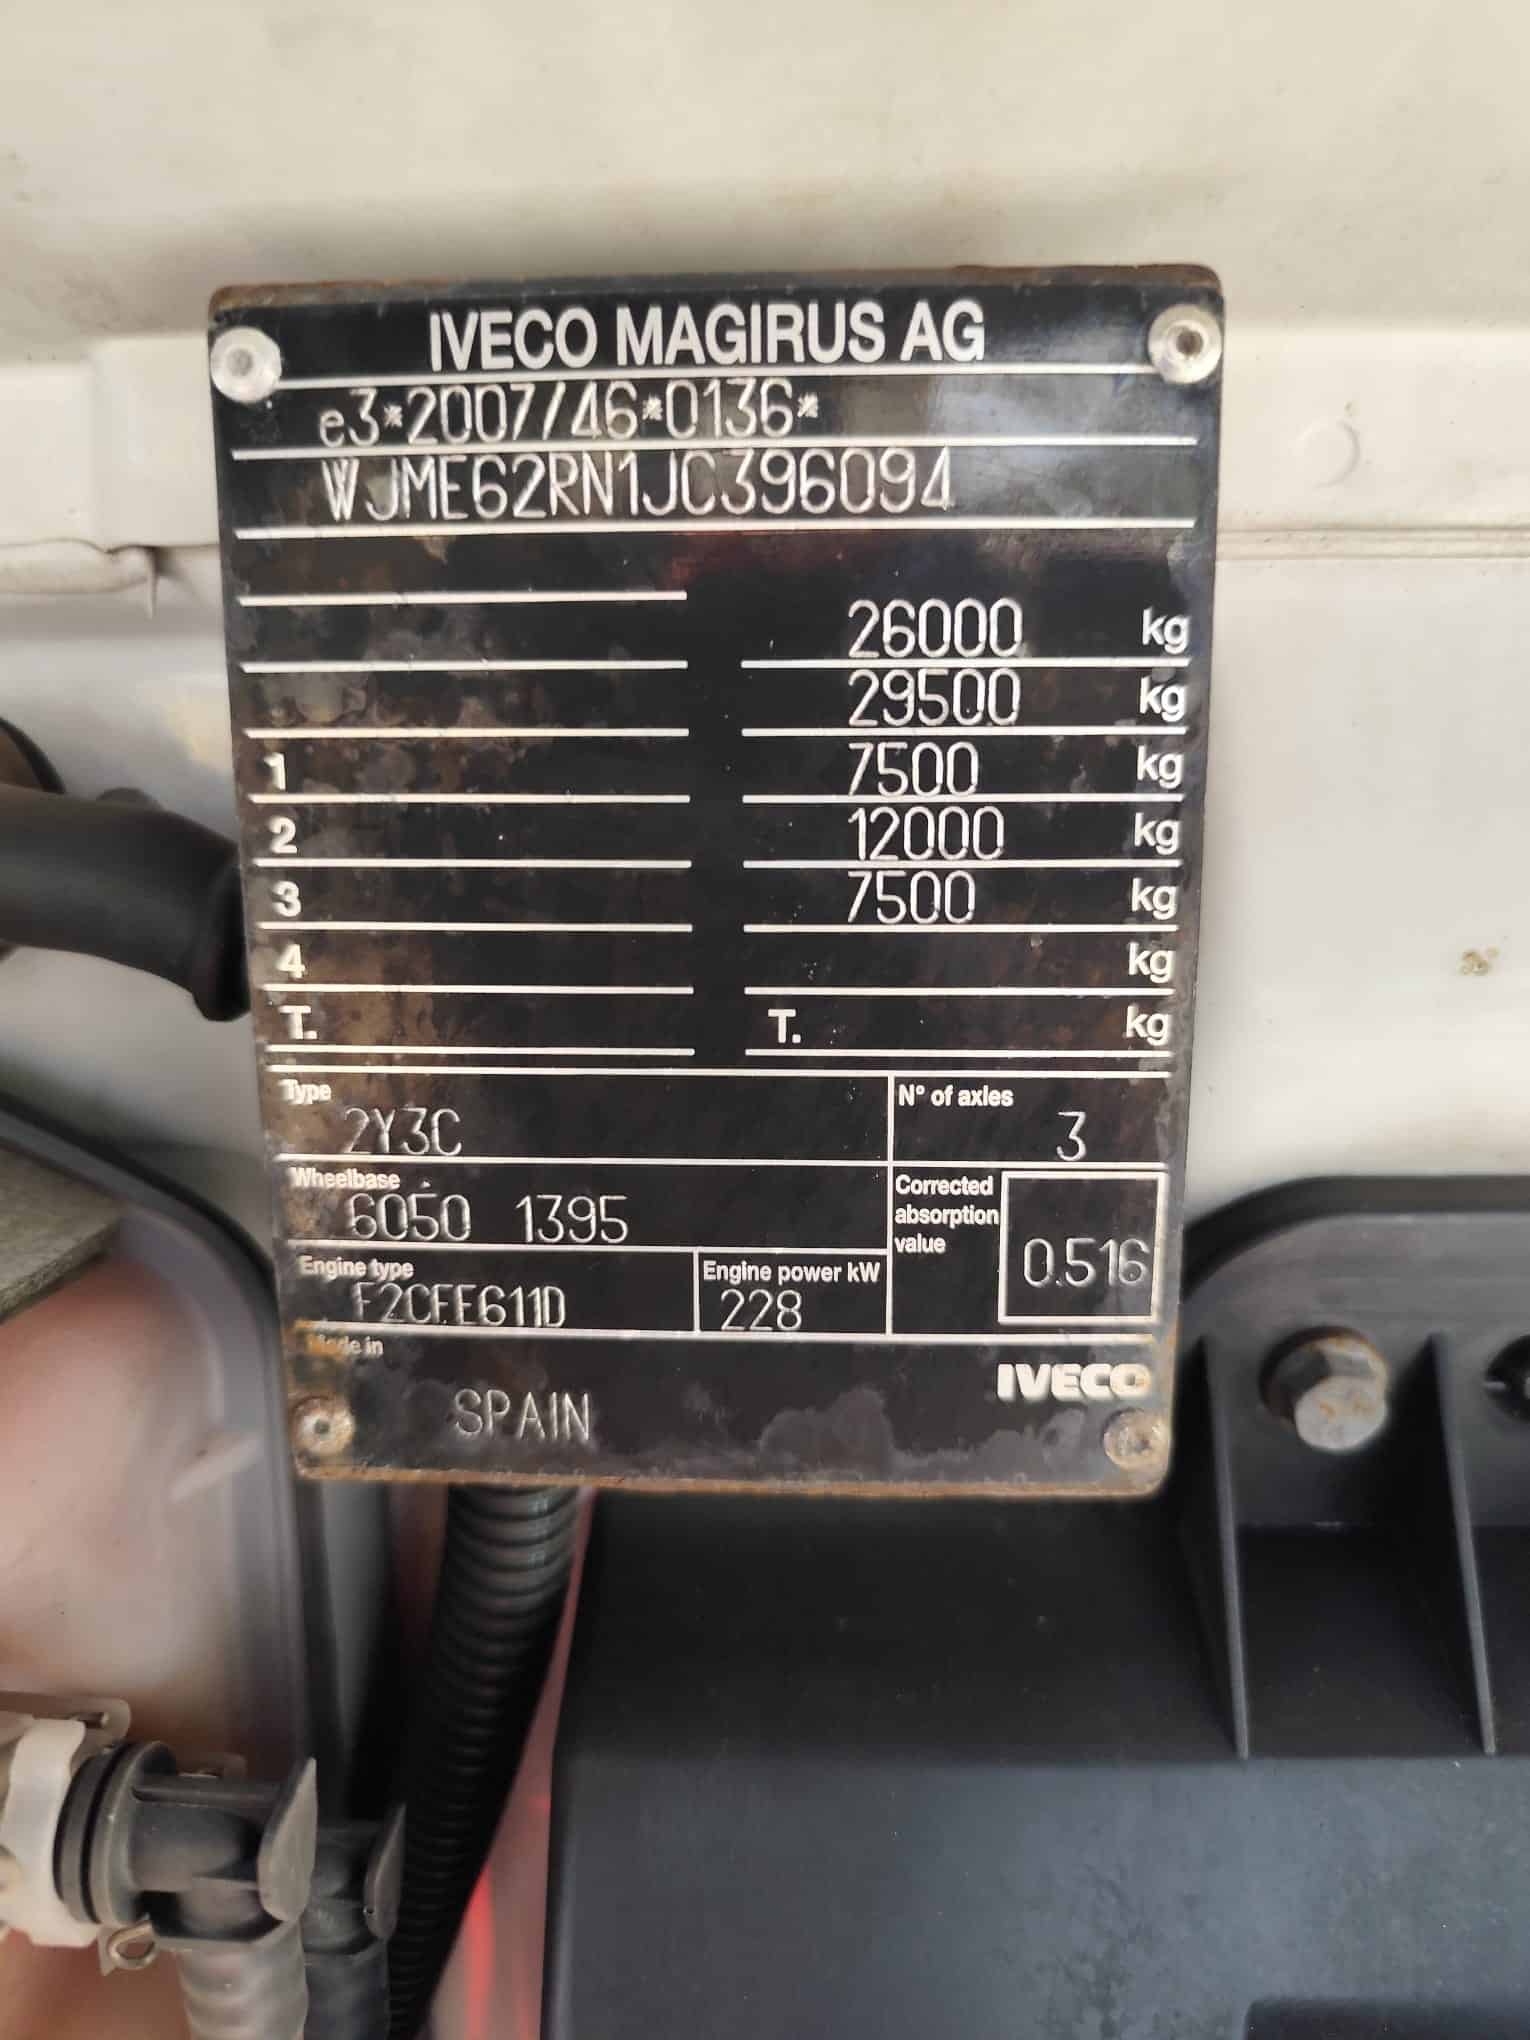 IVECO MAGIRUS AG
e3*2007/46*0136*
WJME62RN1JC396094
26000 kg
29500 kg
1 7500 kg
2 12000 kg
3 7500 kg
4 kg
T. T. kg
Type N° of axles
2Y3C 3
Wheelbase Corrected absorption value
6050 1395
0.516
Engine type Engine power kW
F2CFE611D 228
Made in
SPAIN
IVECO